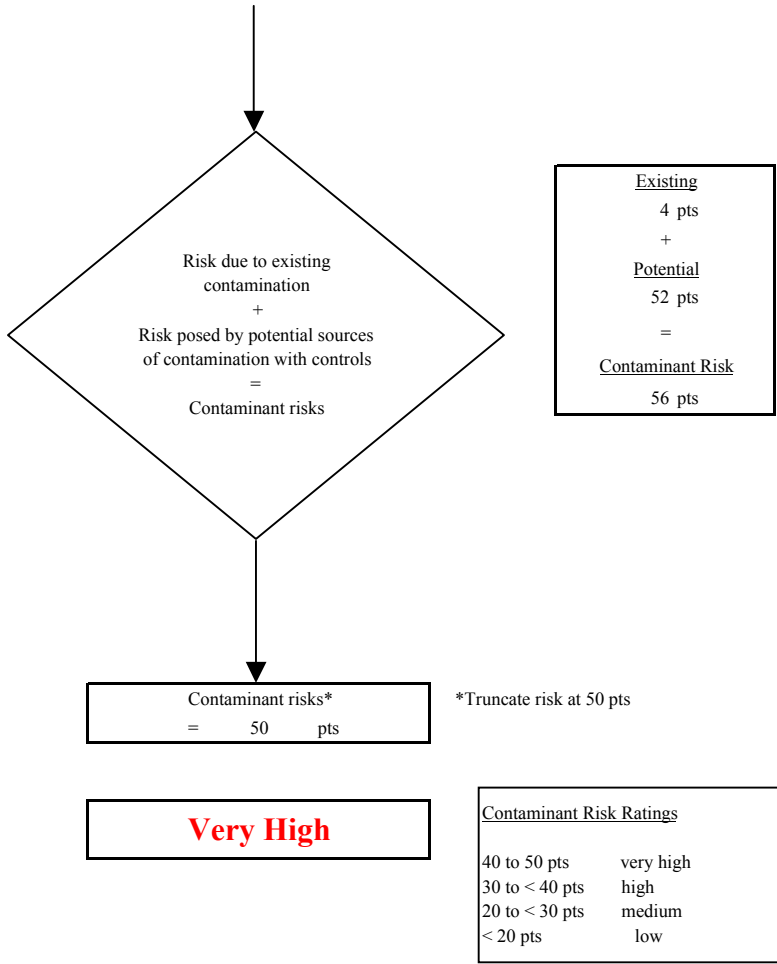 Risk due to existing
contamination
+
Risk posed by potential sources
of contamination with controls
=
Contaminant risks
Existing
4 pts
+
Potential
52 pts
=
Contaminant Risk
56 pts
Contaminant risks*
= 50 pts
*Truncate risk at 50 pts
Very High
Contaminant Risk Ratings
40 to 50 pts very high
30 to < 40 pts high
20 to < 30 pts medium
< 20 pts low